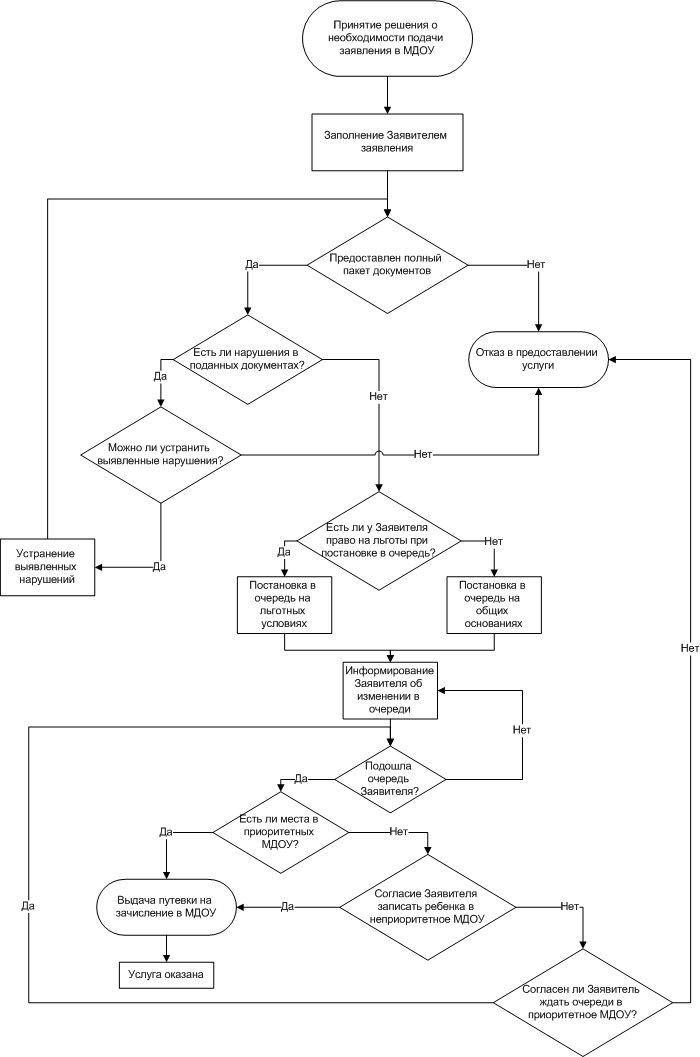 Принятие решения о
необходимости подачи
заявления в МДОУ
Заполнение Заявителем
заявления
Предоставлен полный
пакет документов
Да
Нет
Есть ли нарушения в
поданных документах?
Отказ в предоставлении
услуги
Да
Нет
Можно ли устранить
выявленные нарушения?
Нет
Есть ли у Заявителя
право на льготы при
постановке в очередь?
Устранение
выявленных
нарушений
Да
Да
Нет
Постановка в
очередь на
льготных
условиях
Постановка в
очередь на
общих
основаниях
Нет
Информирование
Заявителя об
изменении в
очереди
Нет
Подошла
очередь
Заявителя?
Да
Есть ли места в
приоритетных
МДОУ?
Да
Нет
Выдача путевки на
зачисление в МДОУ
Согласие Заявителя
записать ребенка в
неприоритетное МДОУ
Да
Да
Нет
Услуга оказана
Согласен ли Заявитель
ждать очереди в
приоритетное МДОУ?